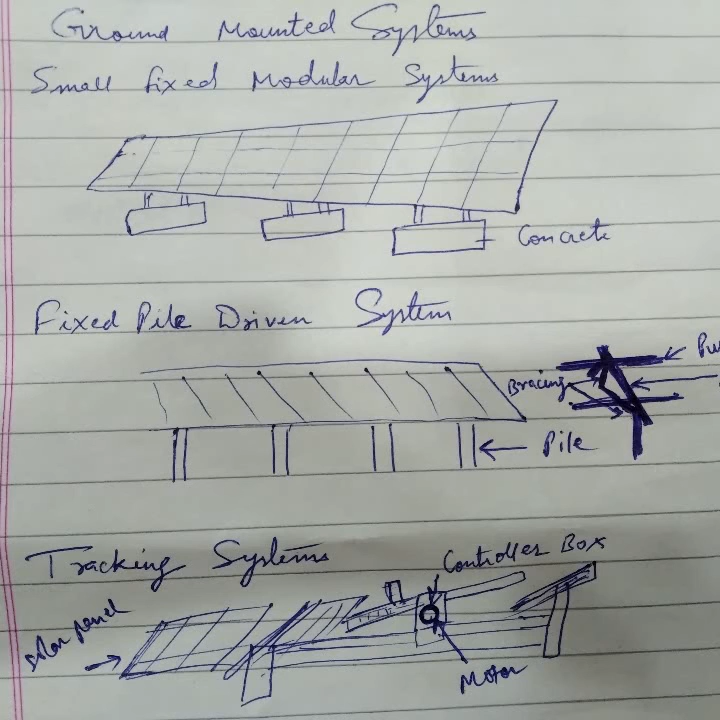 Ground Mounted Systems
Small fixed Modular Systems
Concrete
Fixed Pile Driven System
Bracing
Pile
Tracking Systems
Controller Box
Solar panel
Motor